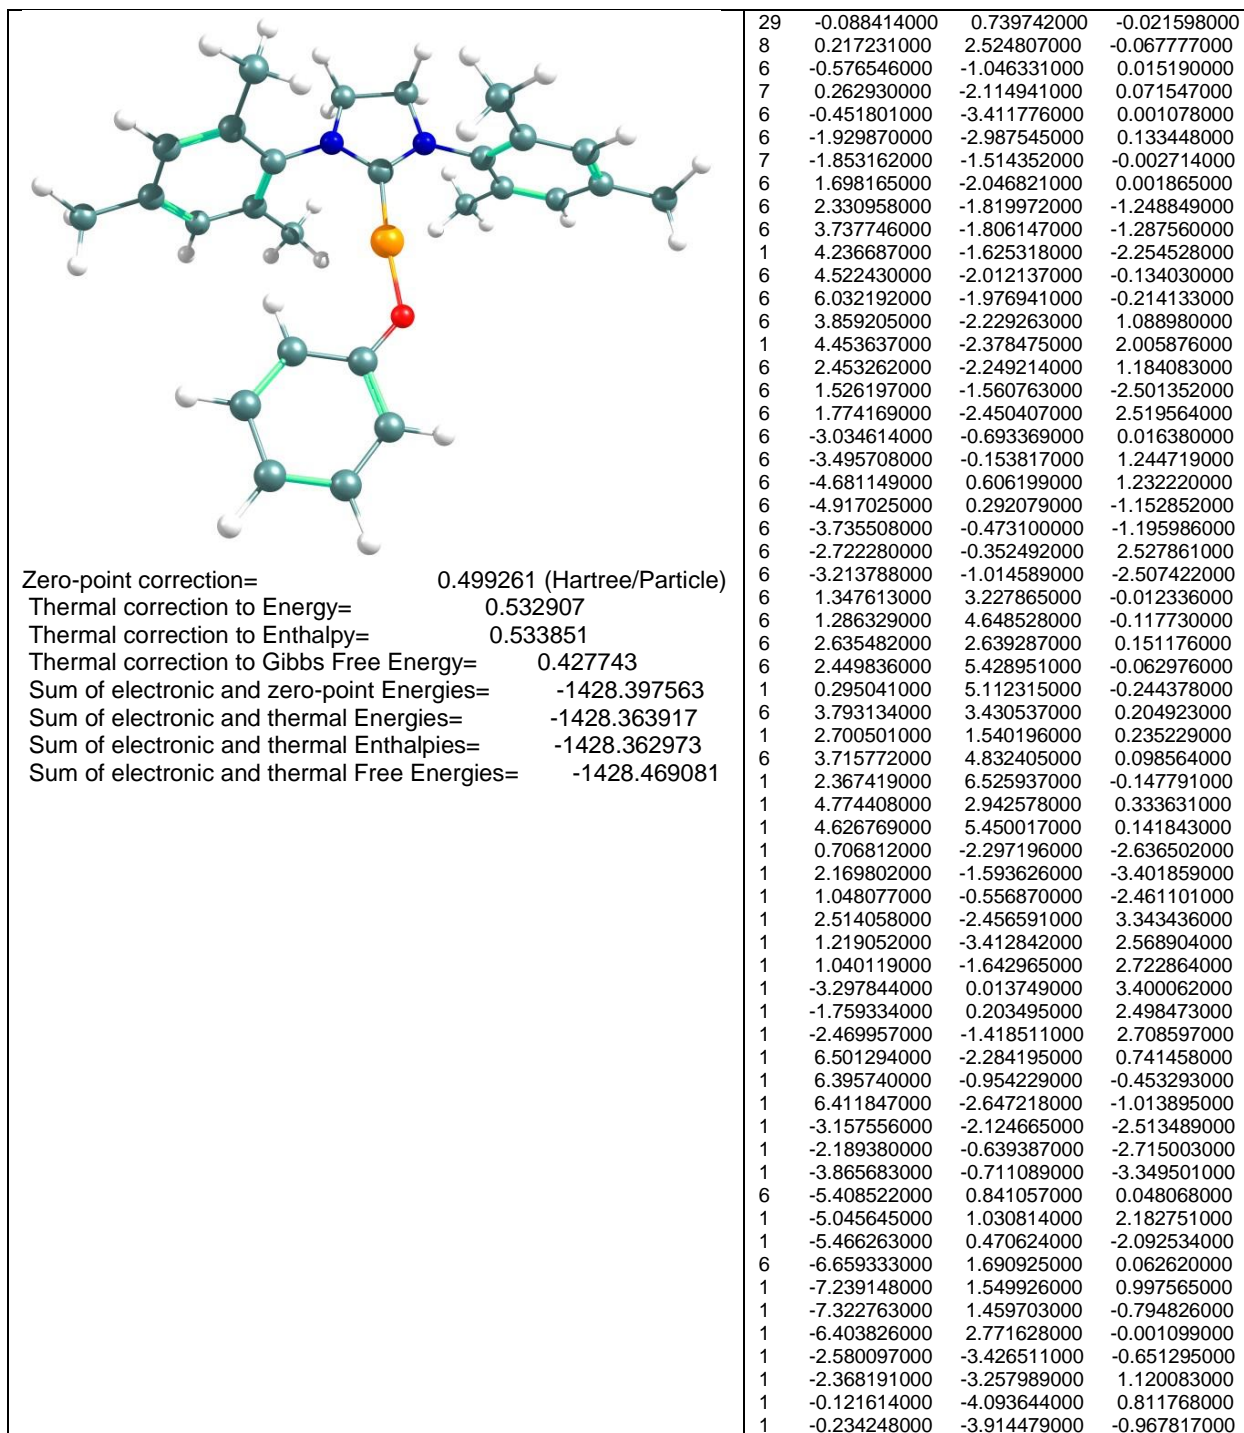 Zero-point correction= 0.499261 (Hartree/Particle)
Thermal correction to Energy= 0.532907
Thermal correction to Enthalpy= 0.533851
Thermal correction to Gibbs Free Energy= 0.427743
Sum of electronic and zero-point Energies= -1428.397563
Sum of electronic and thermal Energies= -1428.363917
Sum of electronic and thermal Enthalpies= -1428.362973
Sum of electronic and thermal Free Energies= -1428.469081
29 -0.088414000 0.739742000 -0.021598000
8 0.217231000 2.524807000 -0.067777000
6 -0.576546000 -1.046331000 0.015190000
7 0.262930000 -2.114941000 0.071547000
6 -0.451801000 -3.411776000 0.001078000
6 -1.929870000 -2.987545000 0.133448000
7 -1.853162000 -1.514352000 -0.002714000
6 1.698165000 -2.046821000 0.001865000
6 2.330958000 -1.819972000 -1.248849000
6 3.737746000 -1.806147000 -1.287560000
1 4.236687000 -1.625318000 -2.254528000
6 4.522430000 -2.012137000 -0.134030000
6 6.032192000 -1.976941000 -0.214133000
6 3.859205000 -2.229263000 1.088980000
1 4.453637000 -2.378475000 2.005876000
6 2.453262000 -2.249214000 1.184083000
6 1.526197000 -1.560763000 -2.501352000
6 1.774169000 -2.450407000 2.519564000
6 -3.034614000 -0.693369000 0.016380000
6 -3.495708000 -0.153817000 1.244719000
6 -4.681149000 0.606199000 1.232220000
6 -4.917025000 0.292079000 -1.152852000
6 -3.735508000 -0.473100000 -1.195986000
6 -2.722280000 -0.352492000 2.527861000
6 -3.213788000 -1.014589000 -2.507422000
6 1.347613000 3.227865000 -0.012336000
6 1.286329000 4.648528000 -0.117730000
6 2.635482000 2.639287000 0.151176000
6 2.449836000 5.428951000 -0.062976000
1 0.295041000 5.112315000 -0.244378000
6 3.793134000 3.430537000 0.204923000
1 2.700501000 1.540196000 0.235229000
6 3.715772000 4.832405000 0.098564000
1 2.367419000 6.525937000 -0.147791000
1 4.774408000 2.942578000 0.333631000
1 4.626769000 5.450017000 0.141843000
1 0.706812000 -2.297196000 -2.636502000
1 2.169802000 -1.593626000 -3.401859000
1 1.048077000 -0.556870000 -2.461101000
1 2.514058000 -2.456591000 3.343436000
1 1.219052000 -3.412842000 2.568904000
1 1.040119000 -1.642965000 2.722864000
1 -3.297844000 0.013749000 3.400062000
1 -1.759334000 0.203495000 2.498473000
1 -2.469957000 -1.418511000 2.708597000
1 6.501294000 -2.284195000 0.741458000
1 6.395740000 -0.954229000 -0.453293000
1 6.411847000 -2.647218000 -1.013895000
1 -3.157556000 -2.124665000 -2.513489000
1 -2.189380000 -0.639387000 -2.715003000
1 -3.865683000 -0.711089000 -3.349501000
6 -5.408522000 0.841057000 0.048068000
1 -5.045645000 1.030814000 2.182751000
1 -5.466263000 0.470624000 -2.092534000
6 -6.659333000 1.690925000 0.062620000
1 -7.239148000 1.549926000 0.997565000
1 -7.322763000 1.459703000 -0.794826000
1 -6.403826000 2.771628000 -0.001099000
1 -2.580097000 -3.426511000 -0.651295000
1 -2.368191000 -3.257989000 1.120083000
1 -0.121614000 -4.093644000 0.811768000
1 -0.234248000 -3.914479000 -0.967817000